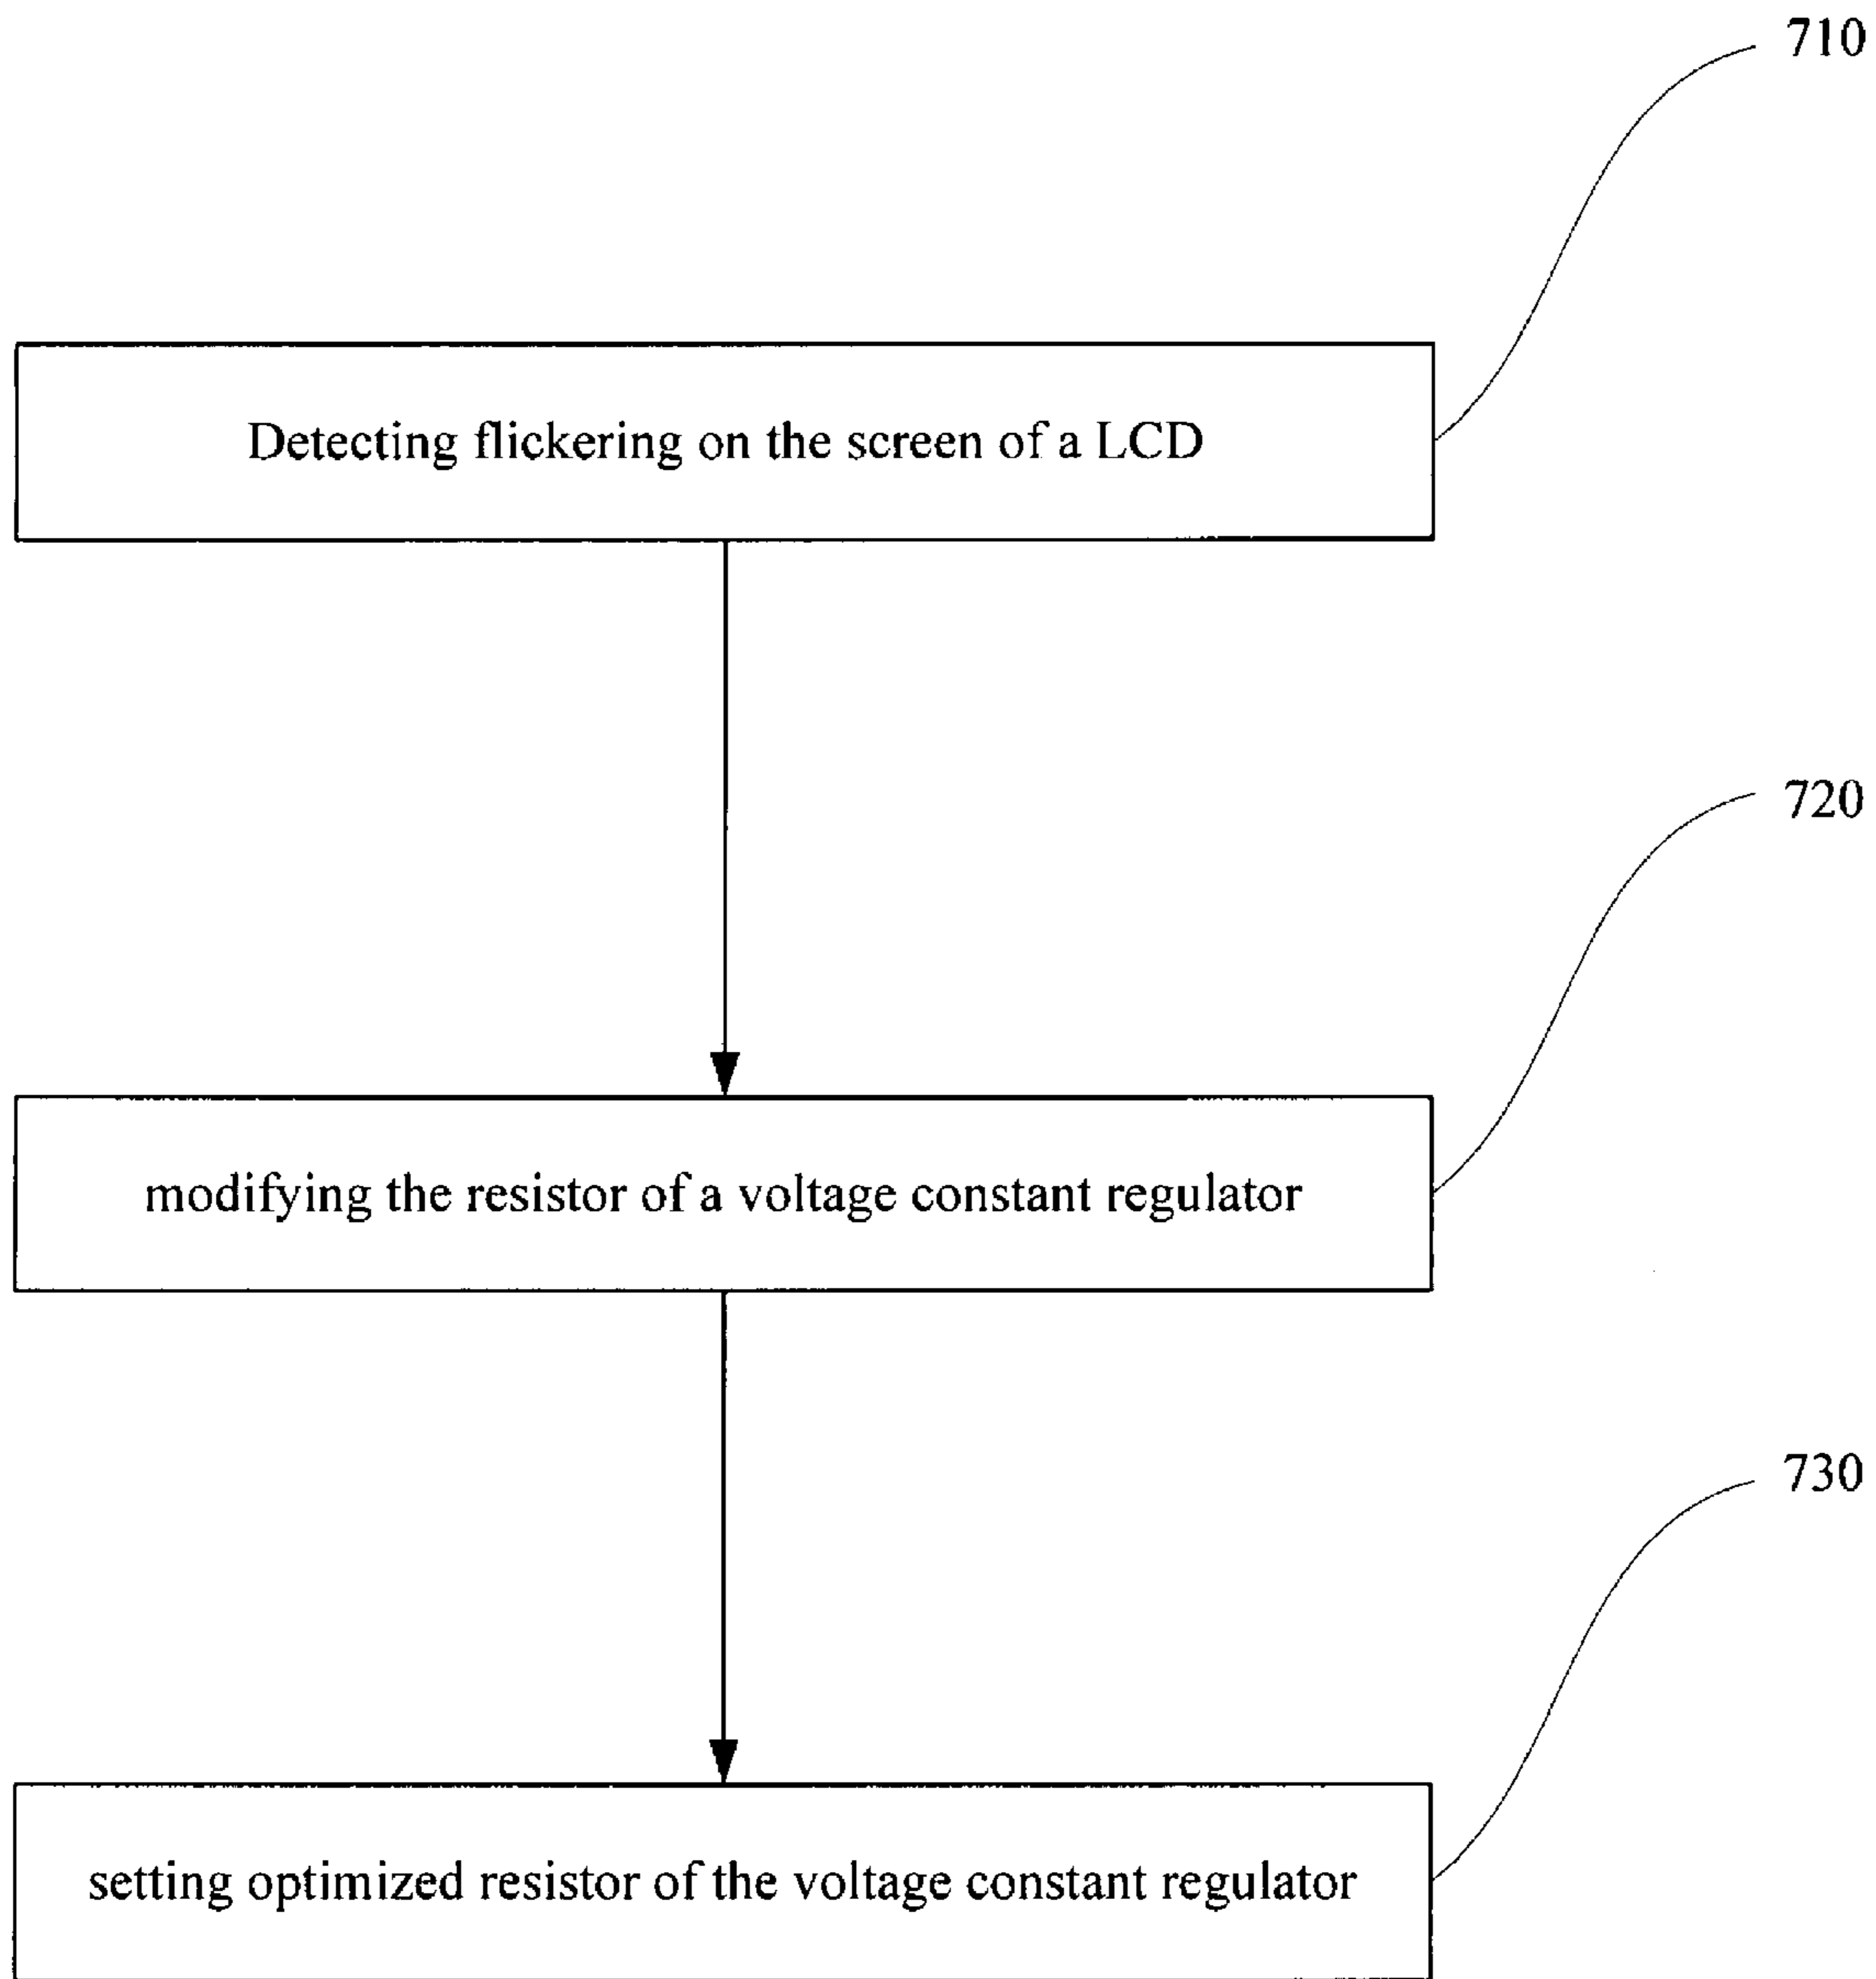 710
Detecting flickering on the screen of a LCD
720
modifying the resistor of a voltage constant regulator
730
setting optimized resistor of the voltage constant regulator